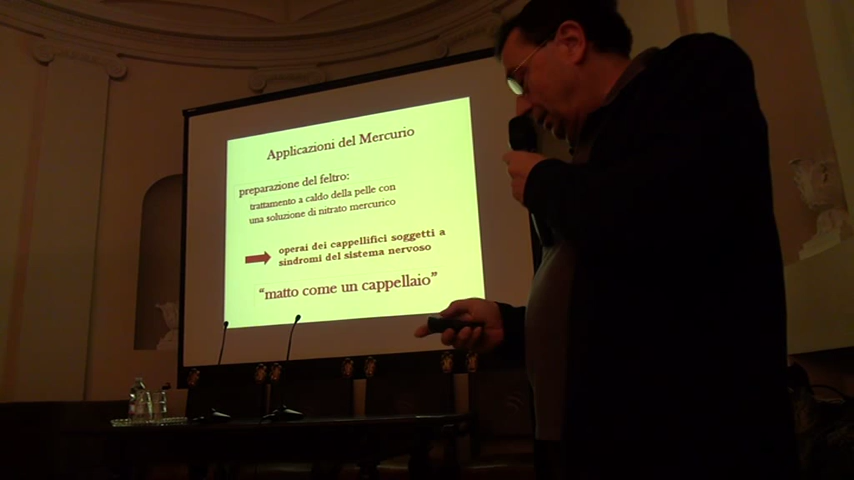 Applicazioni del Mercurio
preparazione del feltro:
trattamento a caldo della pelle con
una soluzione di nitrato mercurico
operai dei cappellifici soggetti a
sindromi del sistema nervoso
“matto come un cappellaio”